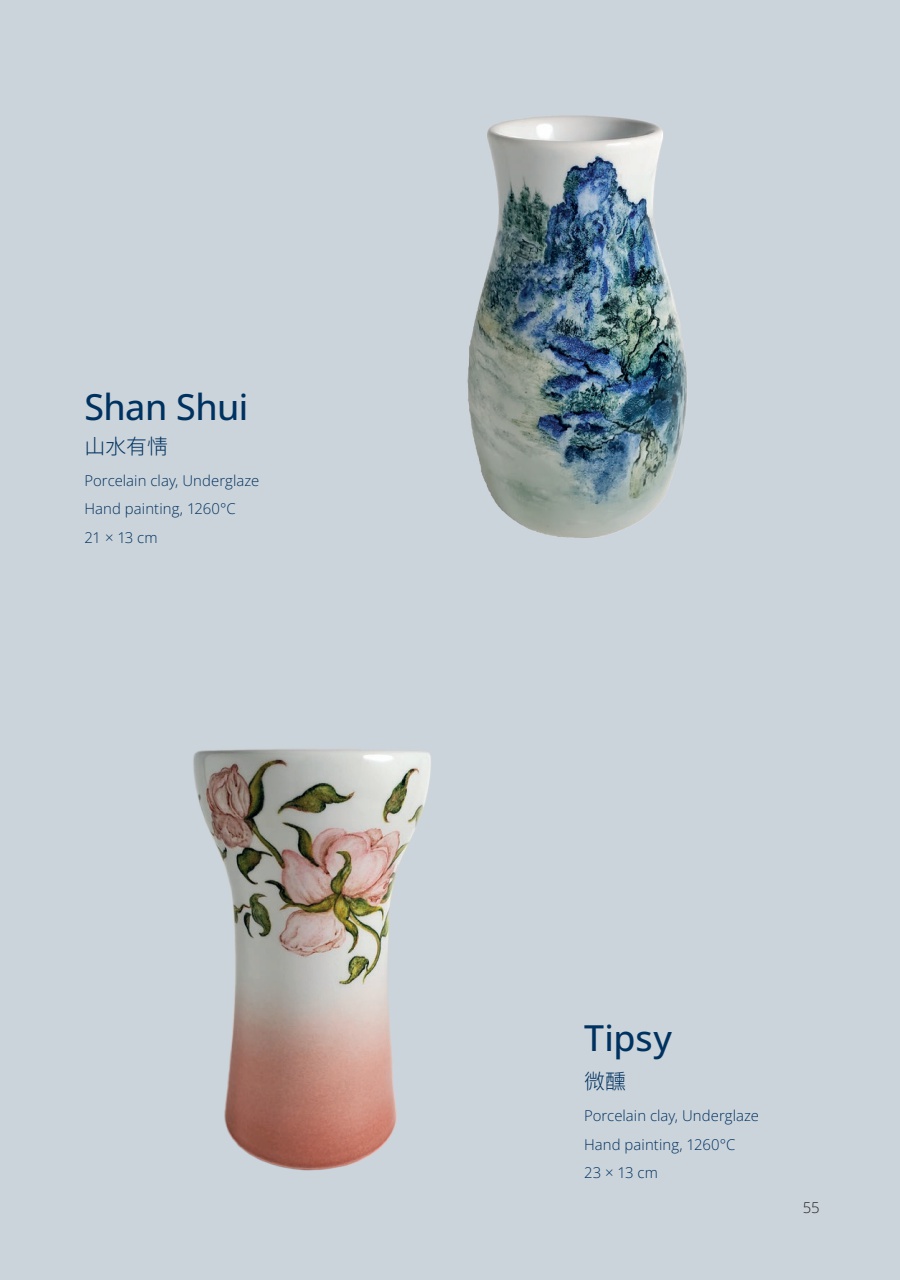 Shan Shui
山水有情
Porcelain clay, Underglaze
Hand painting, 1260°C
21 × 13 cm
Tipsy
微醺
Porcelain clay, Underglaze
Hand painting, 1260°C
23 × 13 cm
55